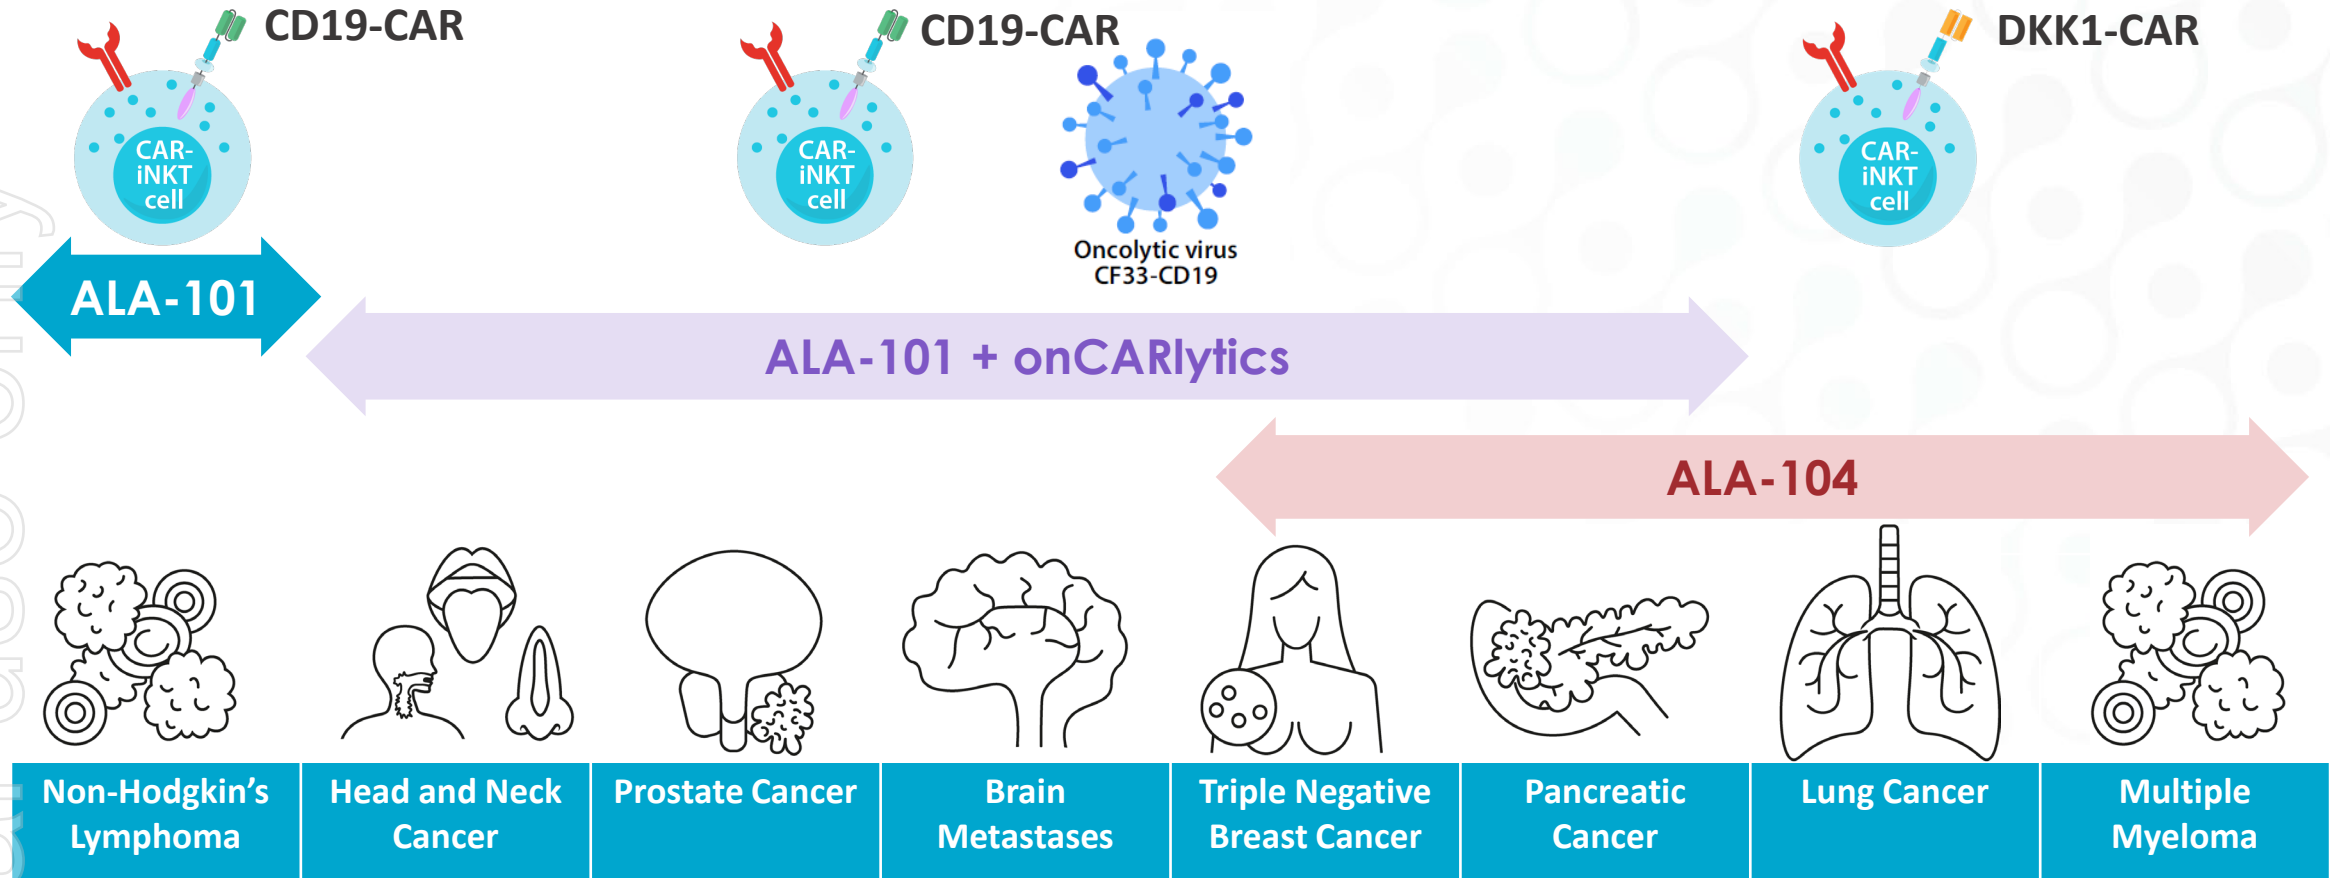 CD19-CAR
CD19-CAR
DKK1-CAR
CAR-
iNKT
cell
CAR-
iNKT
cell
CAR-
iNKT
cell
Oncolytic virus
CF33-CD19
ALA-101
ALA-101 + onCARlytics
ALA-104
Non-Hodgkin’s
Lymphoma
Head and Neck
Cancer
Prostate Cancer
Brain
Metastases
Triple Negative
Breast Cancer
Pancreatic
Cancer
Lung Cancer
Multiple
Myeloma